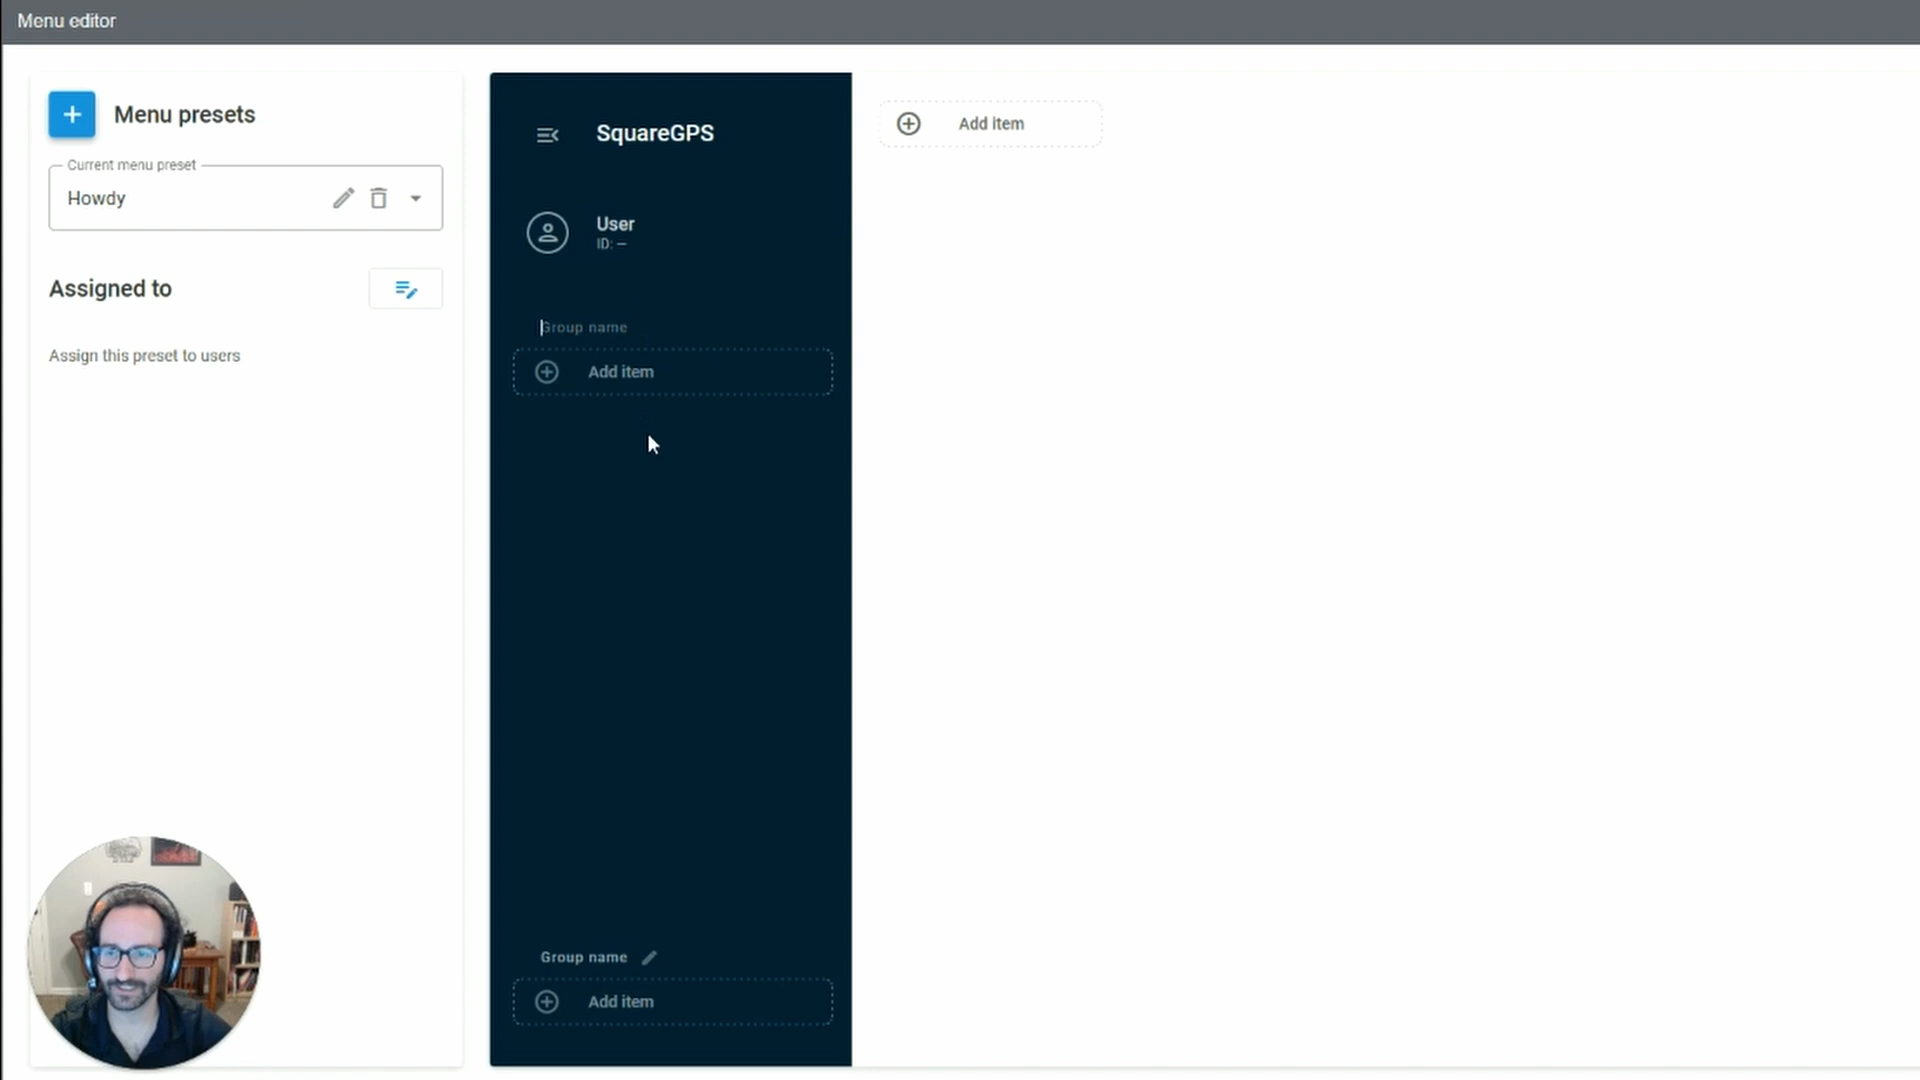 Menu editor
Menu presets
Current menu preset
Howdy
Assigned to
Assign this preset to users
SquareGPS
User
ID: –
Group name
Add item
Group name
Add item
Add item